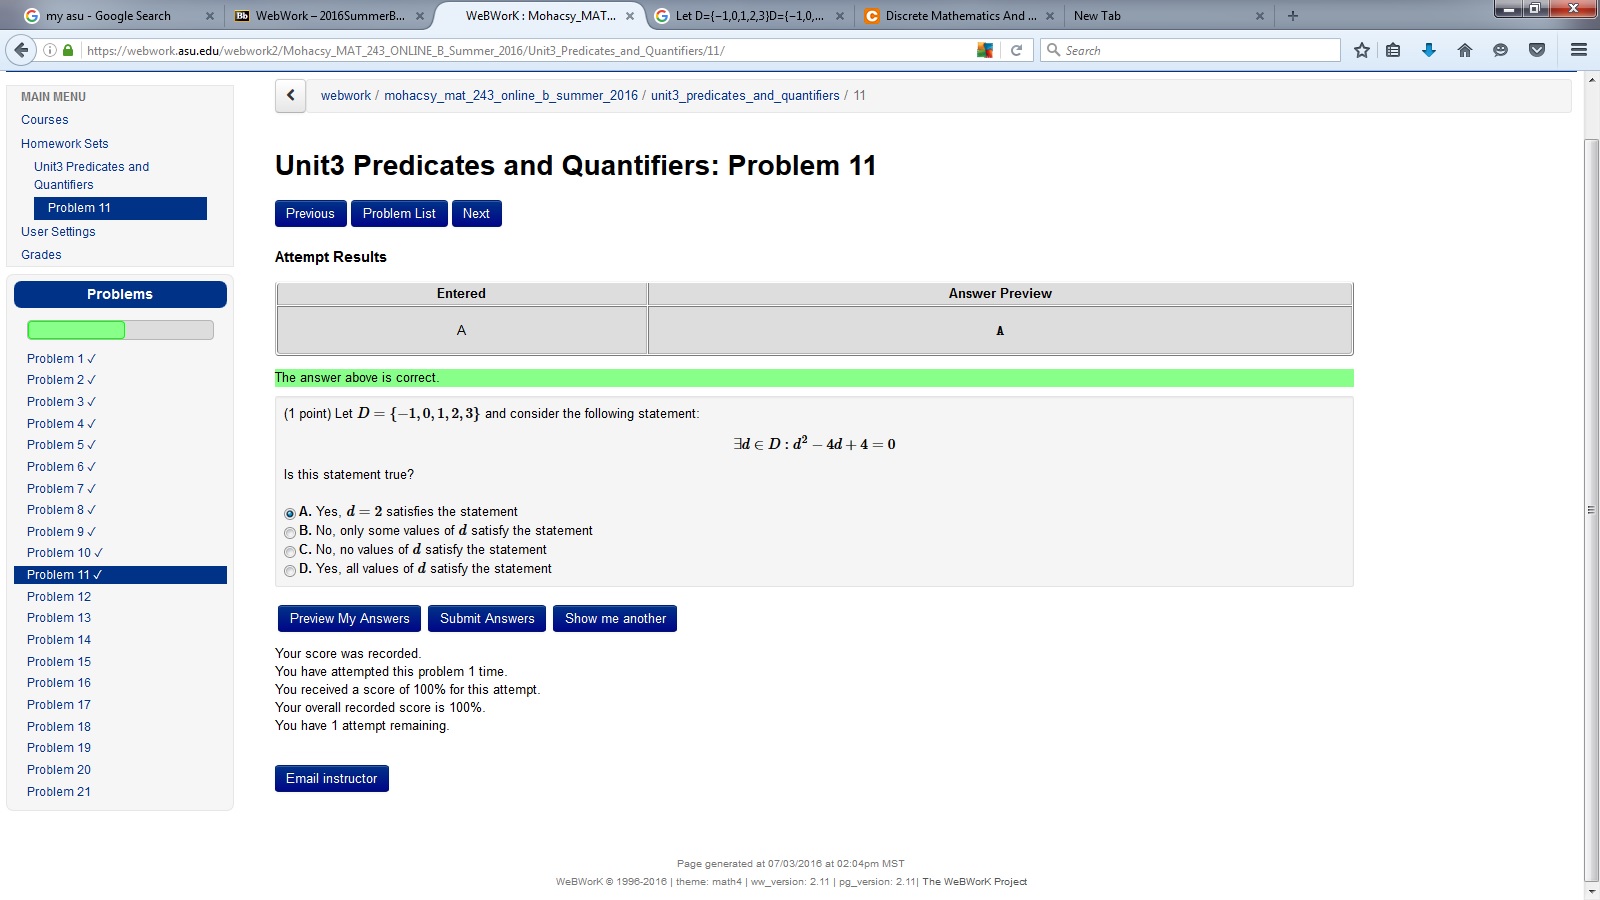 my asu - Google Search
WebWork – 2016SummerB...
WeBWorK : Mohacsy_MAT...
Let D={−1,0,1,2,3}D={−1,0,...
Discrete Mathematics And ...
New Tab
https://webwork.asu.edu/webwork2/Mohacsy_MAT_243_ONLINE_B_Summer_2016/Unit3_Predicates_and_Quantifiers/11/
Search
MAIN MENU
Courses
Homework Sets
Unit3 Predicates and
Quantifiers
Problem 11
User Settings
Grades
Problems
Problem 1 ✓
Problem 2 ✓
Problem 3 ✓
Problem 4 ✓
Problem 5 ✓
Problem 6 ✓
Problem 7 ✓
Problem 8 ✓
Problem 9 ✓
Problem 10 ✓
Problem 11 ✓
Problem 12
Problem 13
Problem 14
Problem 15
Problem 16
Problem 17
Problem 18
Problem 19
Problem 20
Problem 21
webwork / mohacsy_mat_243_online_b_summer_2016 / unit3_predicates_and_quantifiers / 11
Unit3 Predicates and Quantifiers: Problem 11
Previous Problem List Next
Attempt Results
Entered Answer Preview
A A
The answer above is correct.
(1 point) Let D = {−1, 0, 1, 2, 3} and consider the following statement:
∃d ∈ D : d² − 4d + 4 = 0
Is this statement true?
A. Yes, d = 2 satisfies the statement
B. No, only some values of d satisfy the statement
C. No, no values of d satisfy the statement
D. Yes, all values of d satisfy the statement
Preview My Answers Submit Answers Show me another
Your score was recorded.
You have attempted this problem 1 time.
You received a score of 100% for this attempt.
Your overall recorded score is 100%.
You have 1 attempt remaining.
Email instructor
Page generated at 07/03/2016 at 02:04pm MST
WeBWorK © 1996-2016 | theme: math4 | ww_version: 2.11 | pg_version: 2.11| The WeBWorK Project